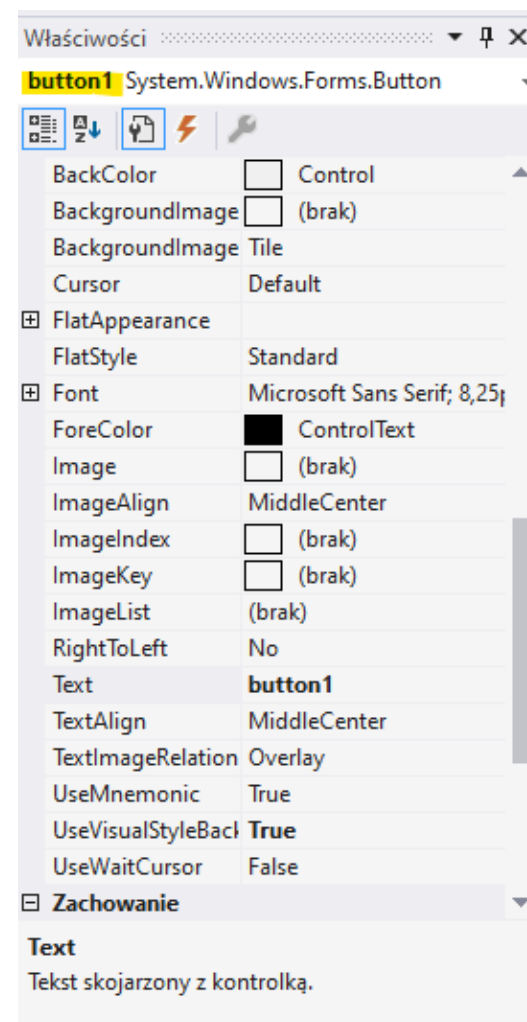 Właściwości
button1 System.Windows.Forms.Button
BackColor Control
BackgroundImage (brak)
BackgroundImage Tile
Cursor Default
FlatAppearance
FlatStyle Standard
Font Microsoft Sans Serif; 8,25p
ForeColor ControlText
Image (brak)
ImageAlign MiddleCenter
ImageIndex (brak)
ImageKey (brak)
ImageList (brak)
RightToLeft No
Text button1
TextAlign MiddleCenter
TextImageRelation Overlay
UseMnemonic True
UseVisualStyleBack True
UseWaitCursor False
Zachowanie
Text
Tekst skojarzony z kontrolką.